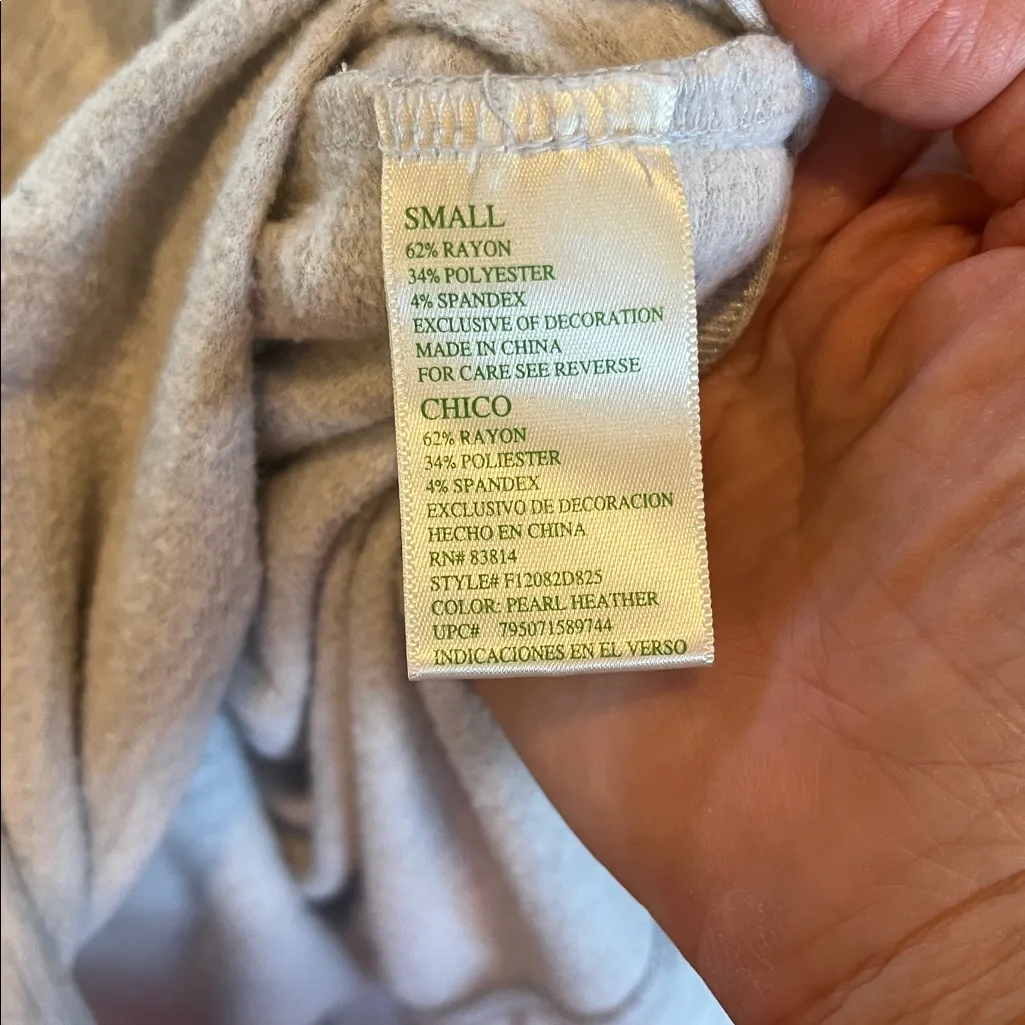 SMALL
62% RAYON
34% POLYESTER
4% SPANDEX
EXCLUSIVE OF DECORATION
MADE IN CHINA
FOR CARE SEE REVERSE
CHICO
62% RAYON
34% POLIESTER
4% SPANDEX
EXCLUSIVO DE DECORACION
HECHO EN CHINA
RN# 83814
STYLE# F12082D825
COLOR: PEARL HEATHER
UPC# 795071589744
INDICACIONES EN EL VERSO